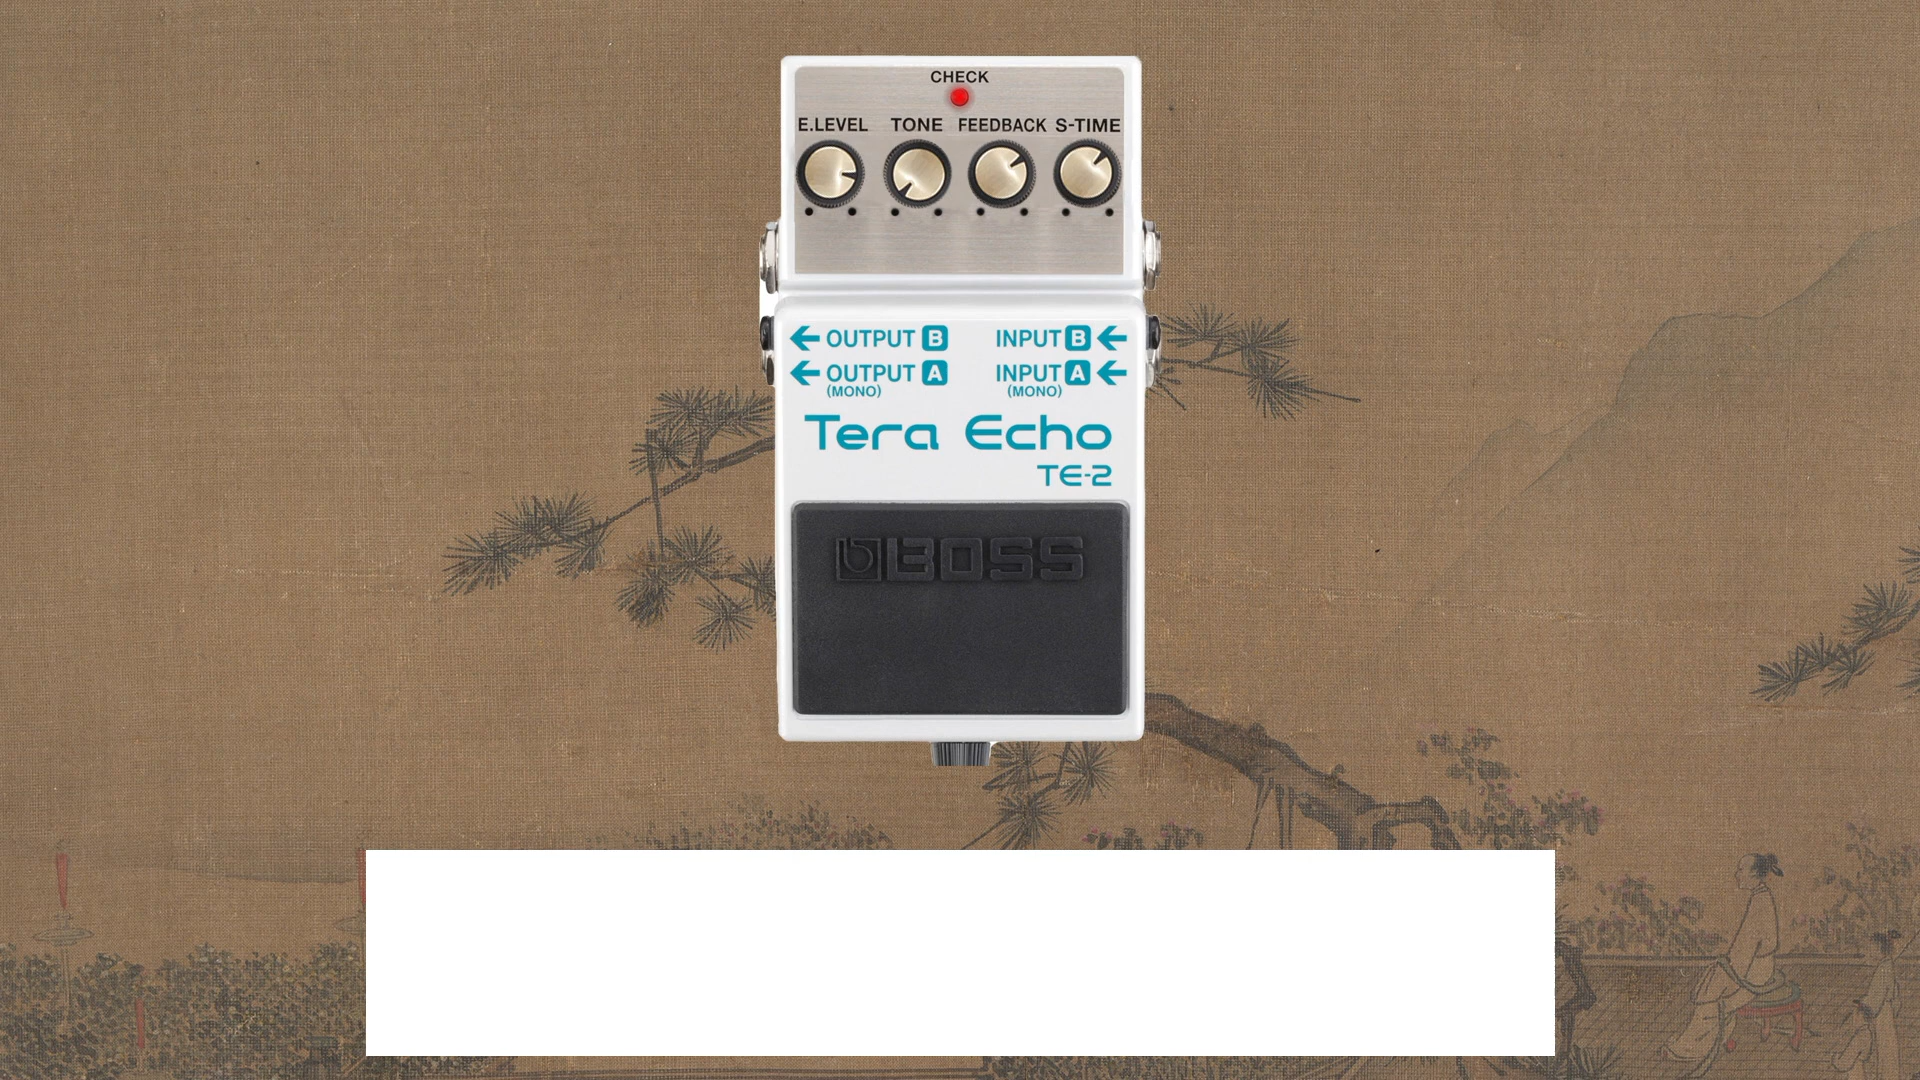 CHECK
E.LEVEL TONE FEEDBACK S-TIME
← OUTPUT B INPUT B ←
← OUTPUT A INPUT A ←
(MONO) (MONO)
Tera Echo
TE-2
BOSS